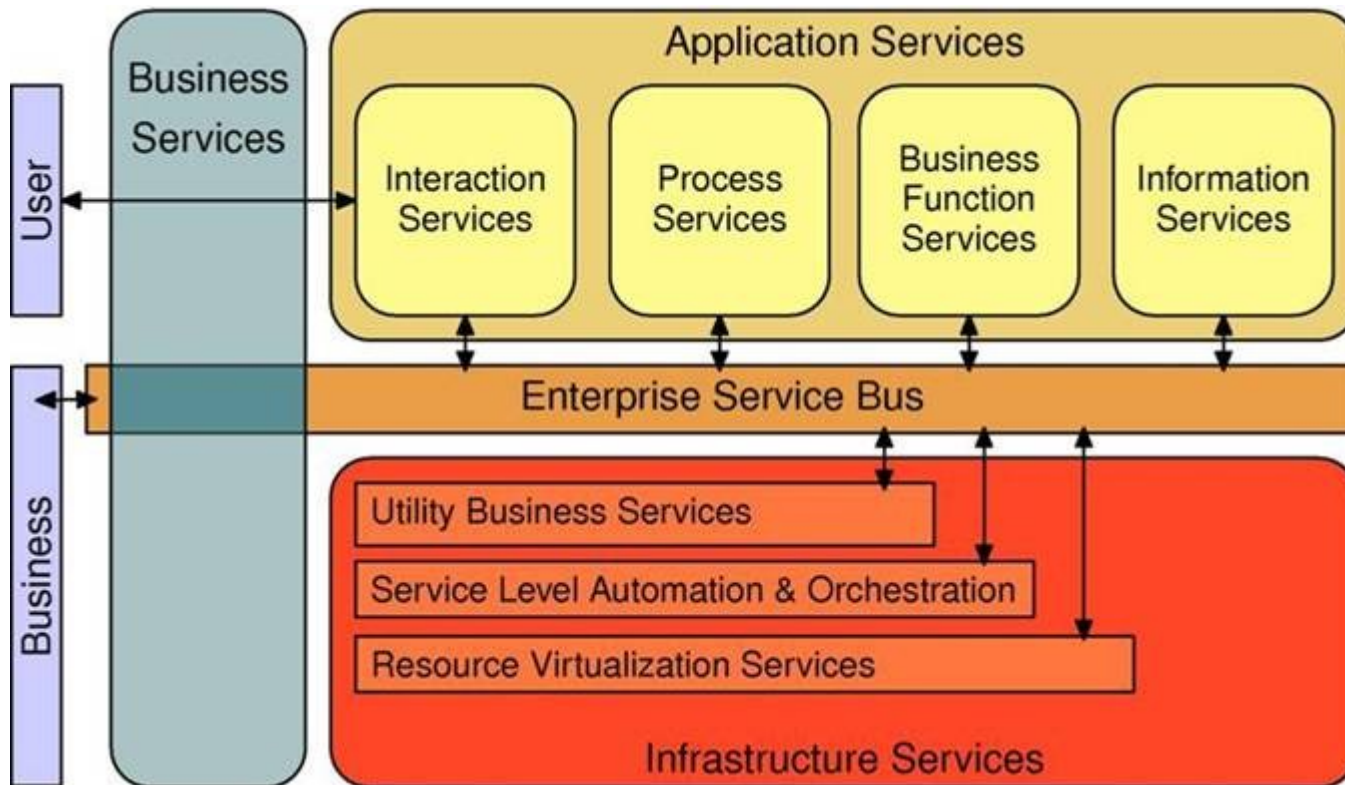 Application Services
Business
Services
User
Interaction
Services
Process
Services
Business
Function
Services
Information
Services
Enterprise Service Bus
Business
Utility Business Services
Service Level Automation & Orchestration
Resource Virtualization Services
Infrastructure Services